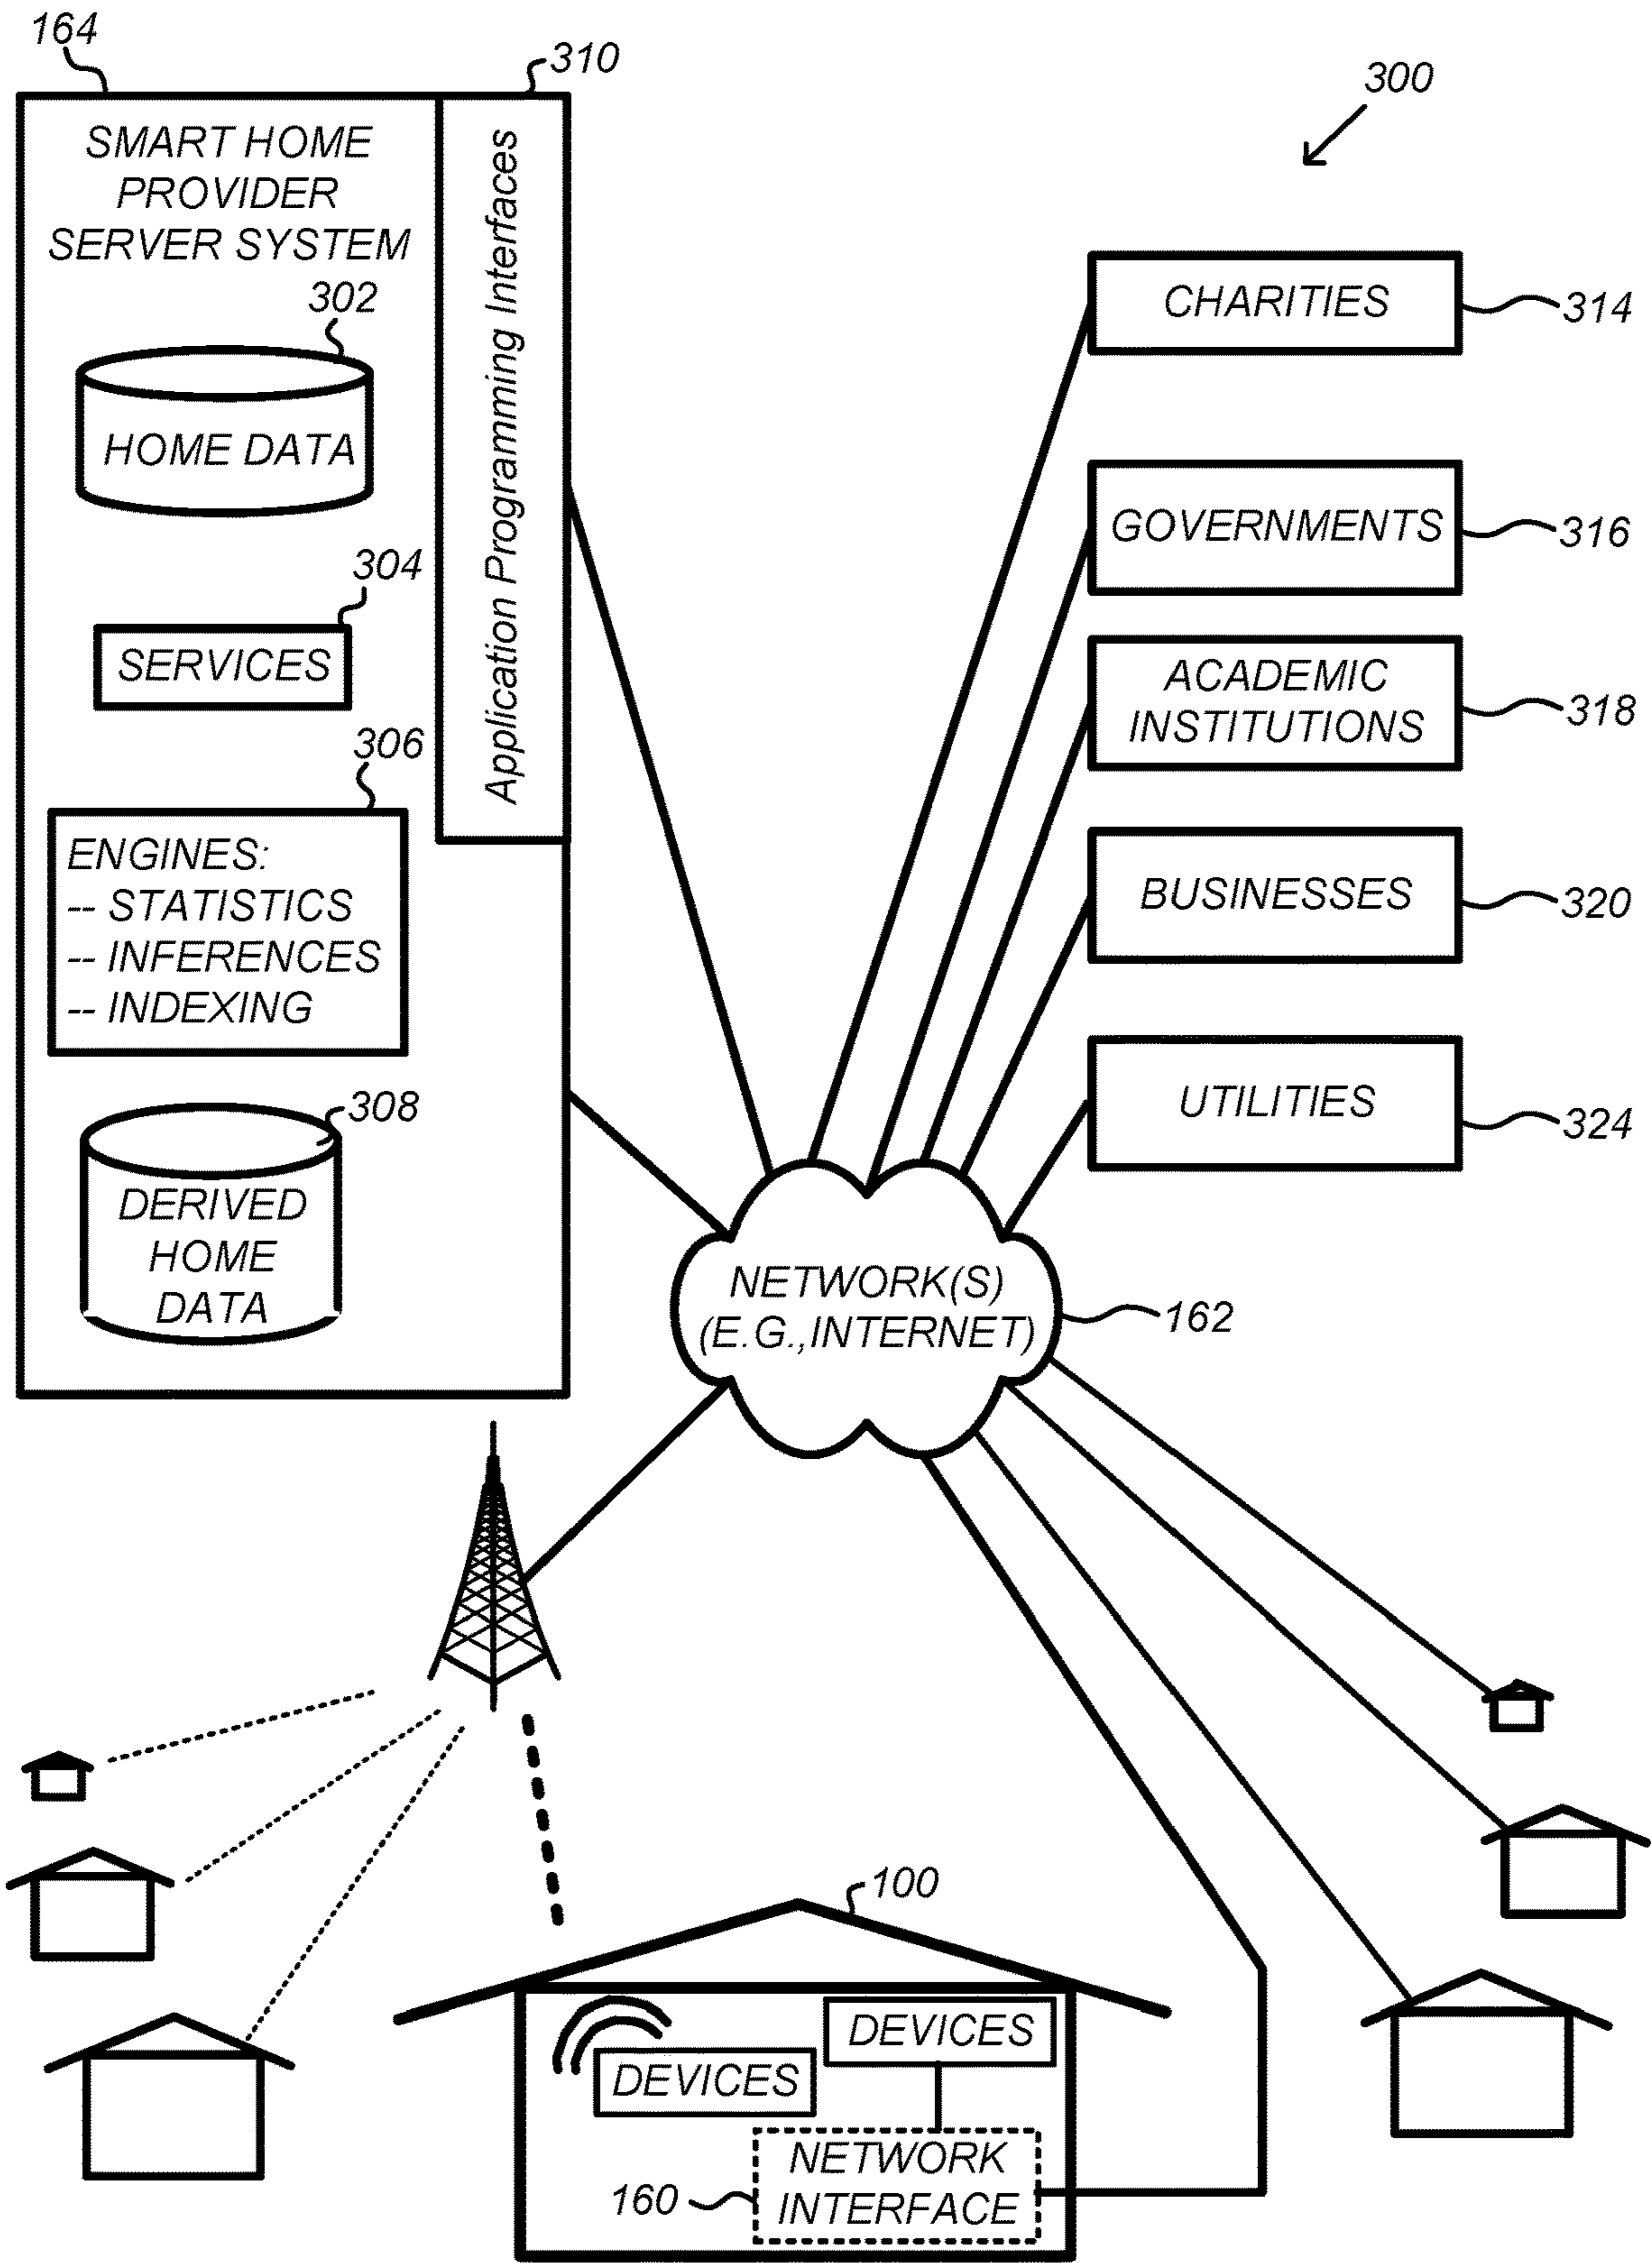 164
310
300
SMART HOME
PROVIDER
SERVER SYSTEM
302
HOME DATA
304
SERVICES
306
ENGINES:
-- STATISTICS
-- INFERENCES
-- INDEXING
308
DERIVED
HOME
DATA
Application Programming Interfaces
CHARITIES
314
GOVERNMENTS
316
ACADEMIC
INSTITUTIONS
318
BUSINESSES
320
UTILITIES
324
NETWORK(S)
(E.G.,INTERNET)
162
100
DEVICES
DEVICES
NETWORK
INTERFACE
160